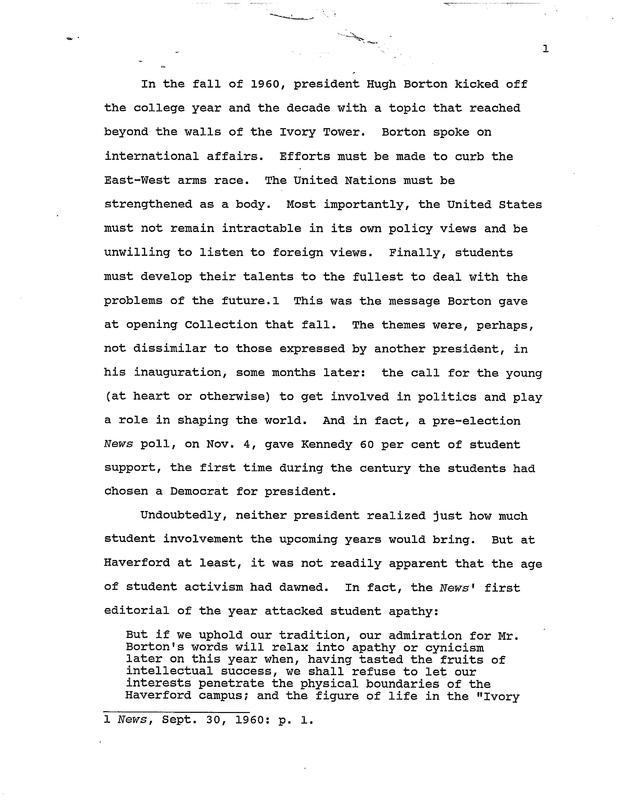 1
In the fall of 1960, president Hugh Borton kicked off
the college year and the decade with a topic that reached
beyond the walls of the Ivory Tower.  Borton spoke on
international affairs.  Efforts must be made to curb the
East-West arms race.  The United Nations must be
strengthened as a body.  Most importantly, the United States
must not remain intractable in its own policy views and be
unwilling to listen to foreign views.  Finally, students
must develop their talents to the fullest to deal with the
problems of the future.1  This was the message Borton gave
at opening Collection that fall.  The themes were, perhaps,
not dissimilar to those expressed by another president, in
his inauguration, some months later:  the call for the young
(at heart or otherwise) to get involved in politics and play
a role in shaping the world.  And in fact, a pre-election
News poll, on Nov. 4, gave Kennedy 60 per cent of student
support, the first time during the century the students had
chosen a Democrat for president.
Undoubtedly, neither president realized just how much
student involvement the upcoming years would bring.  But at
Haverford at least, it was not readily apparent that the age
of student activism had dawned.  In fact, the News' first
editorial of the year attacked student apathy:
But if we uphold our tradition, our admiration for Mr.
Borton's words will relax into apathy or cynicism
later on this year when, having tasted the fruits of
intellectual success, we shall refuse to let our
interests penetrate the physical boundaries of the
Haverford campus; and the figure of life in the "Ivory
1 News, Sept. 30, 1960: p. 1.